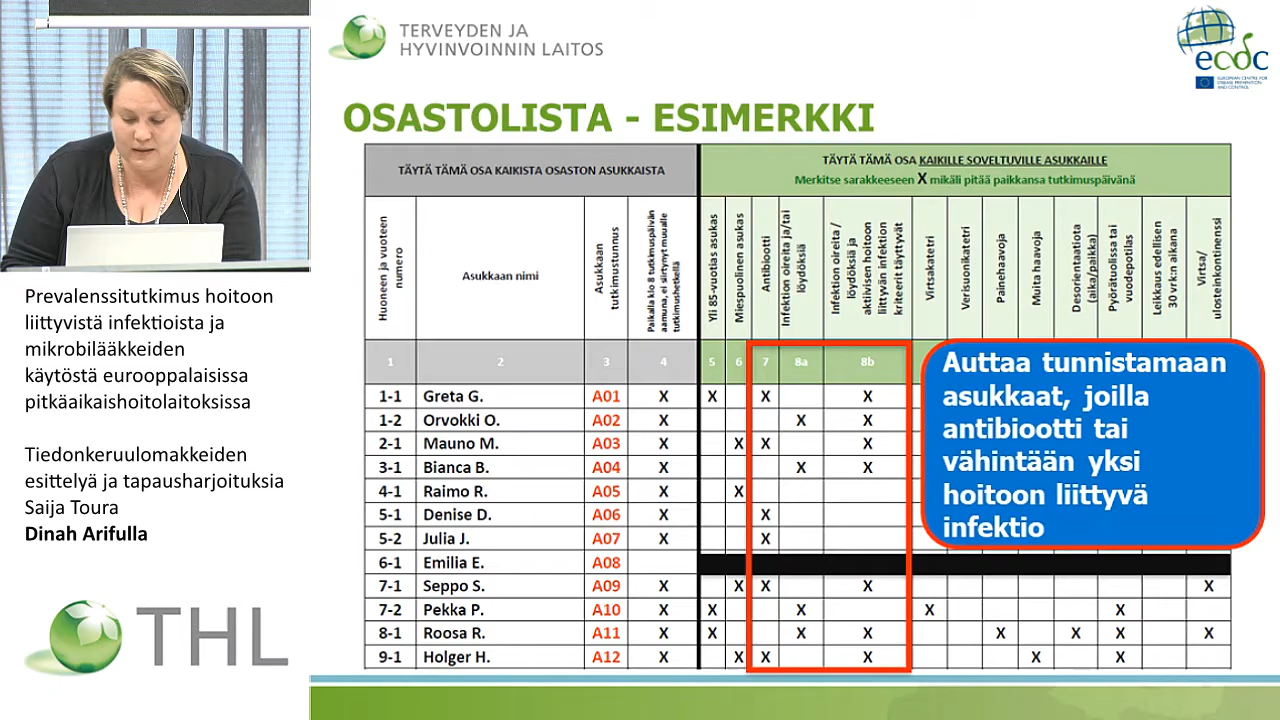 TERVEYDEN JA
HYVINVOINNIN LAITOS
ecdc
EUROPEAN CENTRE FOR
DISEASE PREVENTION
AND CONTROL
OSASTOLISTA - ESIMERKKI
TÄYTÄ TÄMÄ OSA KAIKISTA OSASTON ASUKKAISTA
TÄYTÄ TÄMÄ OSA KAIKILLE SOVELTUVILLE ASUKKAILLE
Merkitse sarakkeeseen X mikäli pitää paikkansa tutkimuspäivänä
Huoneen ja vuoteen
numero
Asukkaan nimi
Asukkaan
tutkimustunnus
Paikalla klo 8 tutkimuspäivän
aamuna, ei siirtynyt muualle
tutkimushetkellä
Yli 85-vuotias asukas
Miespuolinen asukas
Antibiootti
Infektion oireita ja/tai
löydöksiä
Infektion oireita /
löydöksiä ja
aktiivisen hoitoon
liittyvän infektion
kriteerit täyttyvät
Virtsakatetri
Verisuonikatetri
Painehaavoja
Muita haavoja
Desorientaatiota
(aika/paikka)
Pyörätuolissa tai
vuodepotilas
Leikkaus edellisen
30 vrk:n aikana
Virtsa/
ulosteinkontinenssi
1 2 3 4 5 6 7 8a 8b
1-1 Greta G. A01 X X X X
1-2 Orvokki O. A02 X X X
2-1 Mauno M. A03 X X X X
3-1 Bianca B. A04 X X X
4-1 Raimo R. A05 X X
5-1 Denise D. A06 X X
5-2 Julia J. A07 X X
6-1 Emilia E. A08
7-1 Seppo S. A09 X X X X X
7-2 Pekka P. A10 X X X X X
8-1 Roosa R. A11 X X X X X X X X
9-1 Holger H. A12 X X X X X X
Auttaa tunnistamaan
asukkaat, joilla
antibiootti tai
vähintään yksi
hoitoon liittyvä
infektio
Prevalenssitutkimus hoitoon
liittyvistä infektioista ja
mikrobilääkkeiden
käytöstä eurooppalaisissa
pitkäaikaishoitolaitoksissa
Tiedonkeruulomakkeiden
esittelyä ja tapausharjoituksia
Saija Toura
Dinah Arifulla
THL